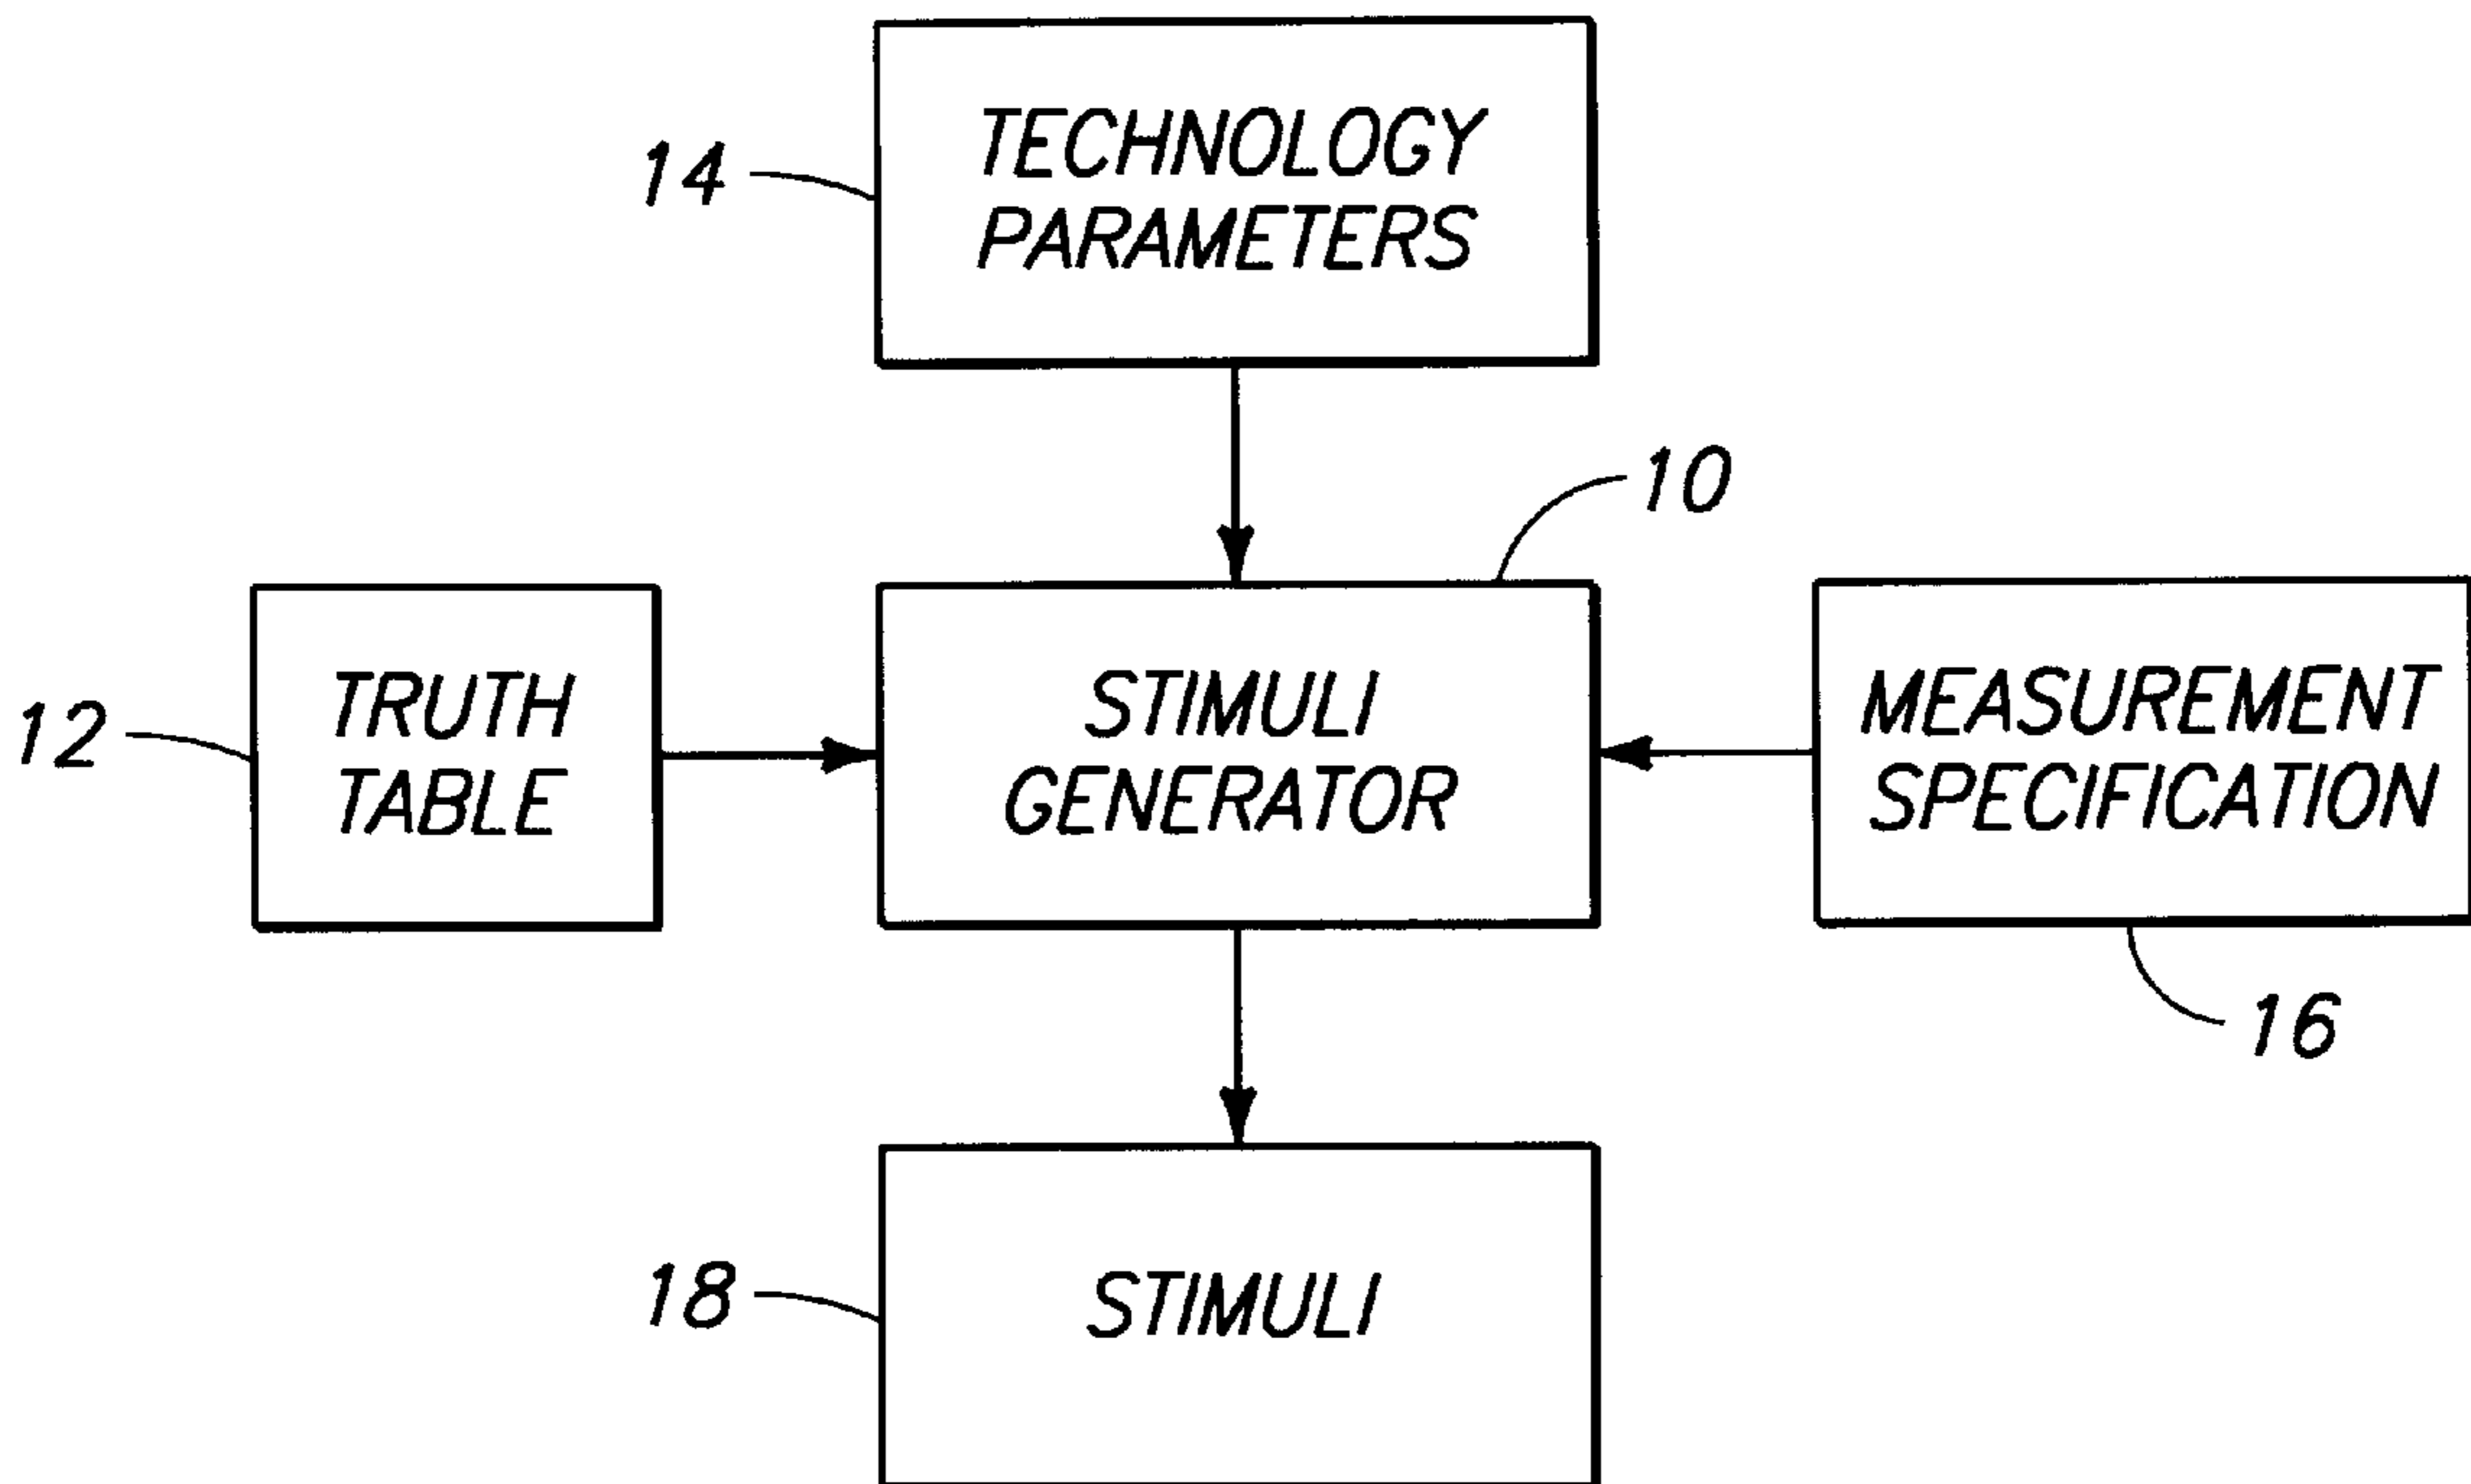 TECHNOLOGY
PARAMETERS
14
10
TRUTH
TABLE
12
STIMULI
GENERATOR
MEASUREMENT
SPECIFICATION
16
STIMULI
18